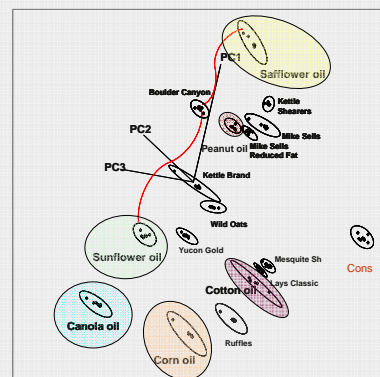 PC1
Safflower oil
Boulder Canyon
Kettle
Shearers
PC2
Mike Sells
Peanut oil
Mike Sells
Reduced Fat
PC3
Kettle Brand
Wild Oats
Sunflower oil
Yucon Gold
Mesquite Sh
Cons
Lays Classic
Cotton oil
Canola oil
Ruffles
Corn oil